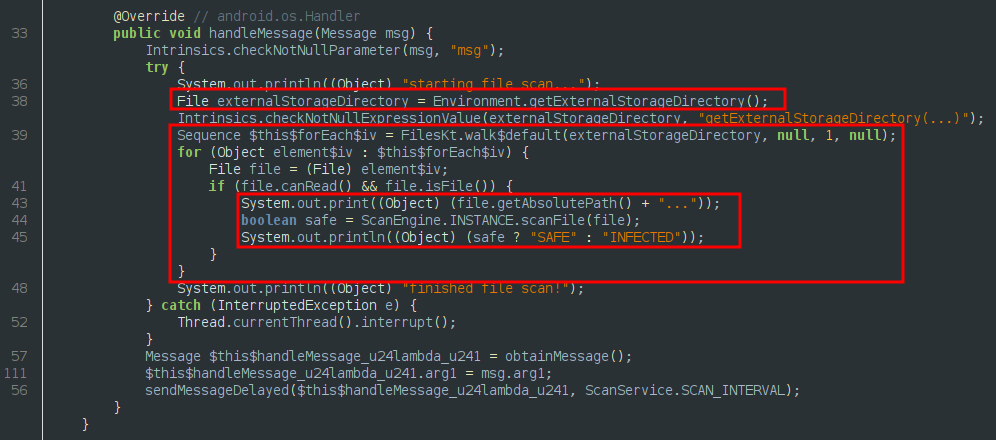 @Override // android.os.Handler
33 public void handleMessage(Message msg) {
Intrinsics.checkNotNullParameter(msg, "msg");
try {
36 System.out.println((Object) "starting file scan...");
38 File externalStorageDirectory = Environment.getExternalStorageDirectory();
Intrinsics.checkNotNullExpressionValue(externalStorageDirectory, "getExternalStorageDirectory(...)");
39 Sequence $this$forEach$iv = FilesKt.walk$default(externalStorageDirectory, null, 1, null);
for (Object element$iv : $this$forEach$iv) {
File file = (File) element$iv;
41 if (file.canRead() && file.isFile()) {
43 System.out.print((Object) (file.getAbsolutePath() + "..."));
44 boolean safe = ScanEngine.INSTANCE.scanFile(file);
45 System.out.println((Object) (safe ? "SAFE" : "INFECTED"));
}
}
48 System.out.println((Object) "finished file scan!");
} catch (InterruptedException e) {
52 Thread.currentThread().interrupt();
}
57 Message $this$handleMessage_u24lambda_u241 = obtainMessage();
111 $this$handleMessage_u24lambda_u241.arg1 = msg.arg1;
56 sendMessageDelayed($this$handleMessage_u24lambda_u241, ScanService.SCAN_INTERVAL);
}
}